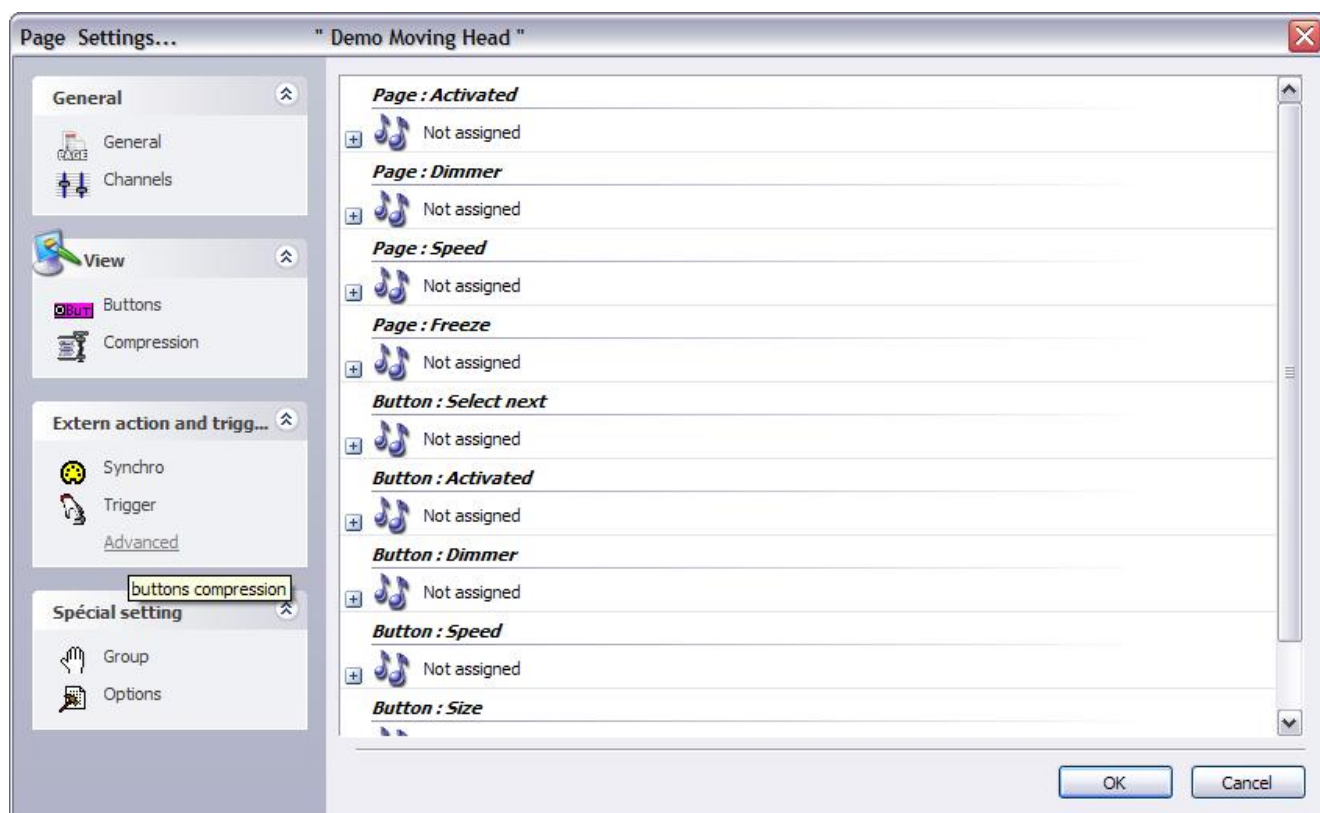 Page Settings... " Demo Moving Head "
General
General
PAGE
Channels
View
Buttons
BUT
Compression
Extern action and trigg...
Synchro
Trigger
Advanced
buttons compression
Spécial setting
Group
Options
Page : Activated
Not assigned
Page : Dimmer
Not assigned
Page : Speed
Not assigned
Page : Freeze
Not assigned
Button : Select next
Not assigned
Button : Activated
Not assigned
Button : Dimmer
Not assigned
Button : Speed
Not assigned
Button : Size
OK
Cancel